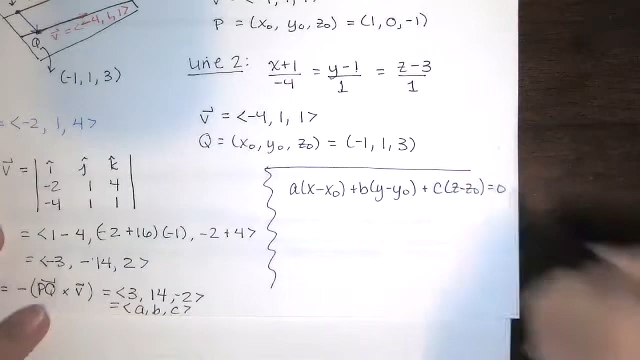 P = (x₀, y₀, z₀) = (1, 0, -1)
v⃗ = <-4, 1, 1>
Q
(-1, 1, 3)
Line 2: x+1/-4 = y-1/1 = z-3/1
v⃗ = <-4, 1, 1>
Q = (x₀, y₀, z₀) = (-1, 1, 3)
a(x-x₀) + b(y-y₀) + c(z-z₀) = 0
= <-2, 1, 4>
v⃗ = | î ĵ k̂ |
| -2 1 4 |
| -4 1 1 |
= <1-4, (-2+16)(-1), -2+4>
= <-3, -14, 2>
= -(PQ⃗ × v⃗) = <3, 14, -2>
= <a, b, c>